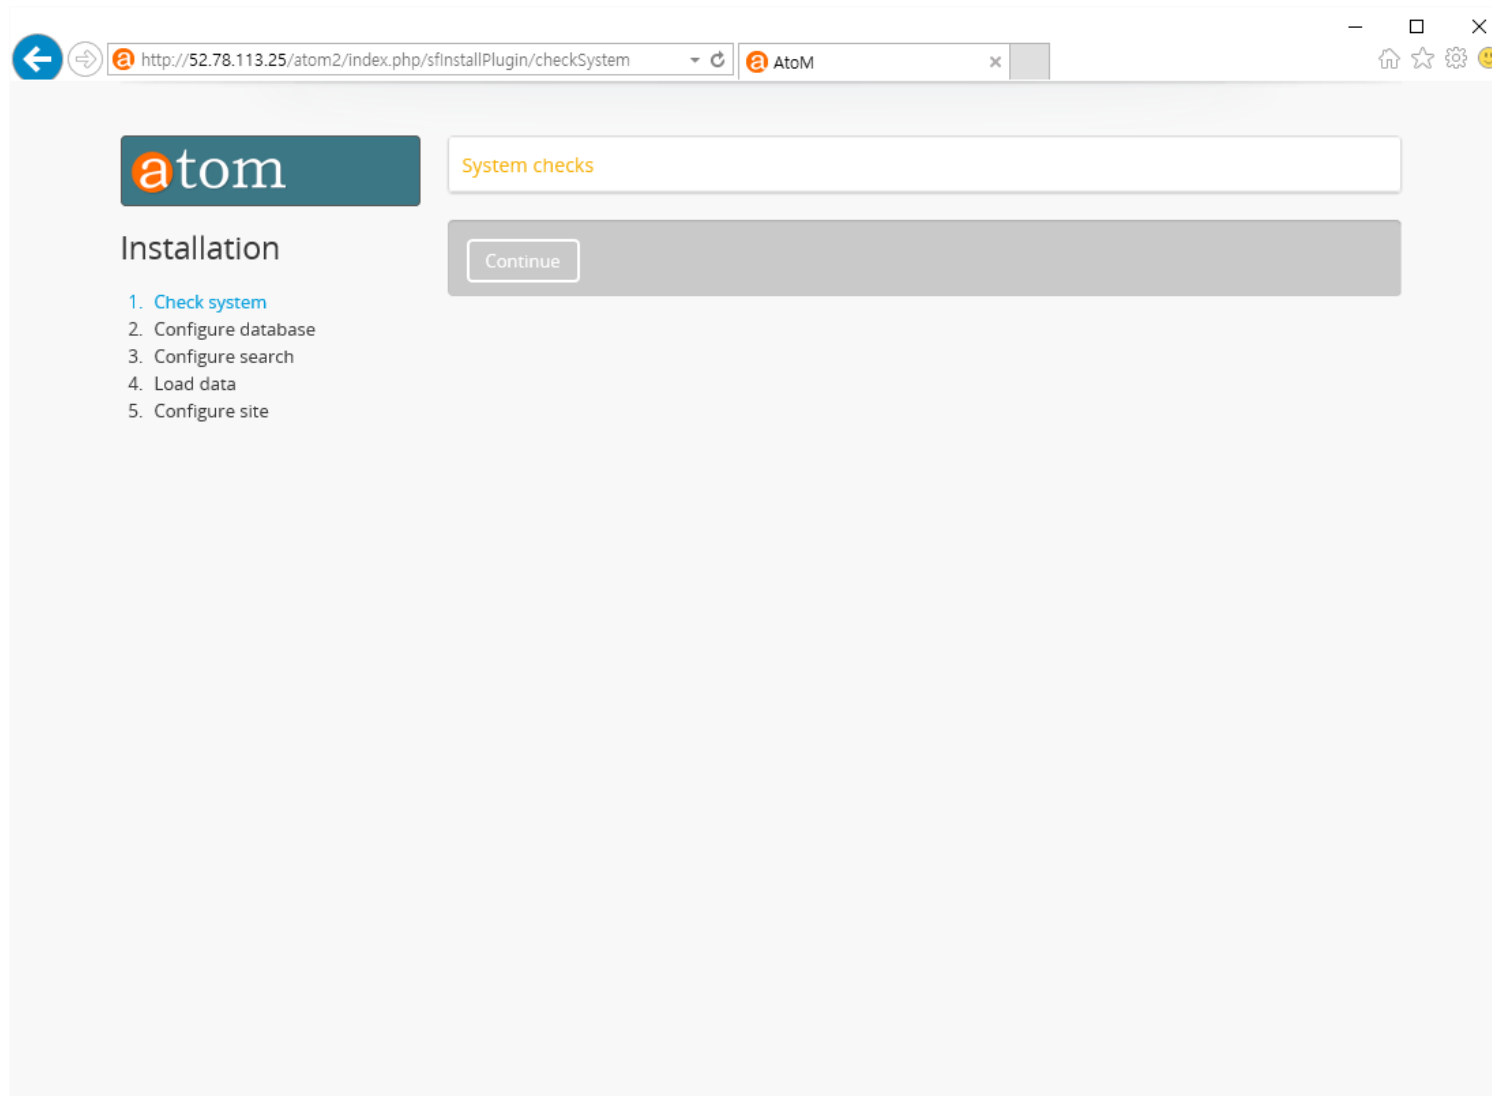 http://52.78.113.25/atom2/index.php/sfInstallPlugin/checkSystem
AtoM
atom
System checks
Continue
Installation
1. Check system
2. Configure database
3. Configure search
4. Load data
5. Configure site